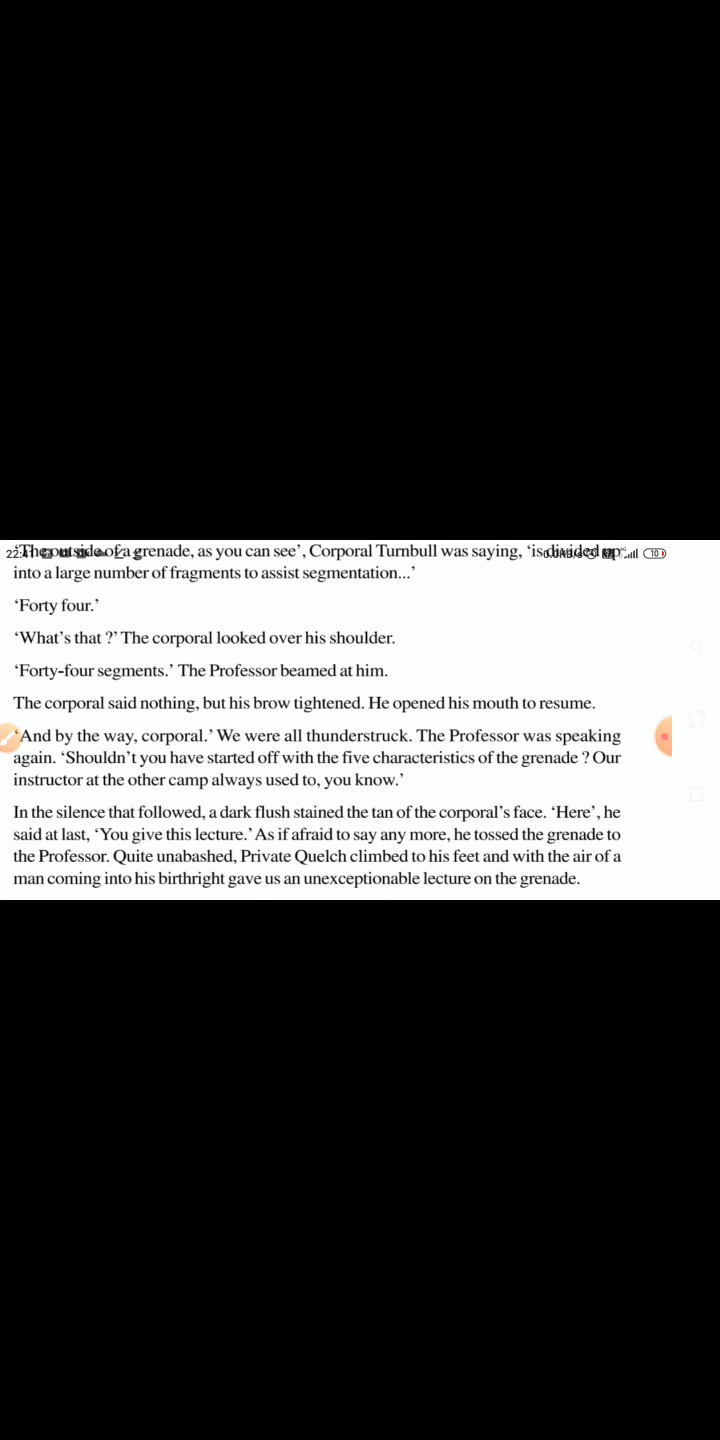 22:41
‘The outside of a grenade, as you can see’, Corporal Turnbull was saying, ‘is divided up
into a large number of fragments to assist segmentation...’
‘Forty four.’
‘What’s that ?’ The corporal looked over his shoulder.
‘Forty-four segments.’ The Professor beamed at him.
The corporal said nothing, but his brow tightened. He opened his mouth to resume.
‘And by the way, corporal.’ We were all thunderstruck. The Professor was speaking
again. ‘Shouldn’t you have started off with the five characteristics of the grenade ? Our
instructor at the other camp always used to, you know.’
In the silence that followed, a dark flush stained the tan of the corporal’s face. ‘Here’, he
said at last, ‘You give this lecture.’ As if afraid to say any more, he tossed the grenade to
the Professor. Quite unabashed, Private Quelch climbed to his feet and with the air of a
man coming into his birthright gave us an unexceptionable lecture on the grenade.